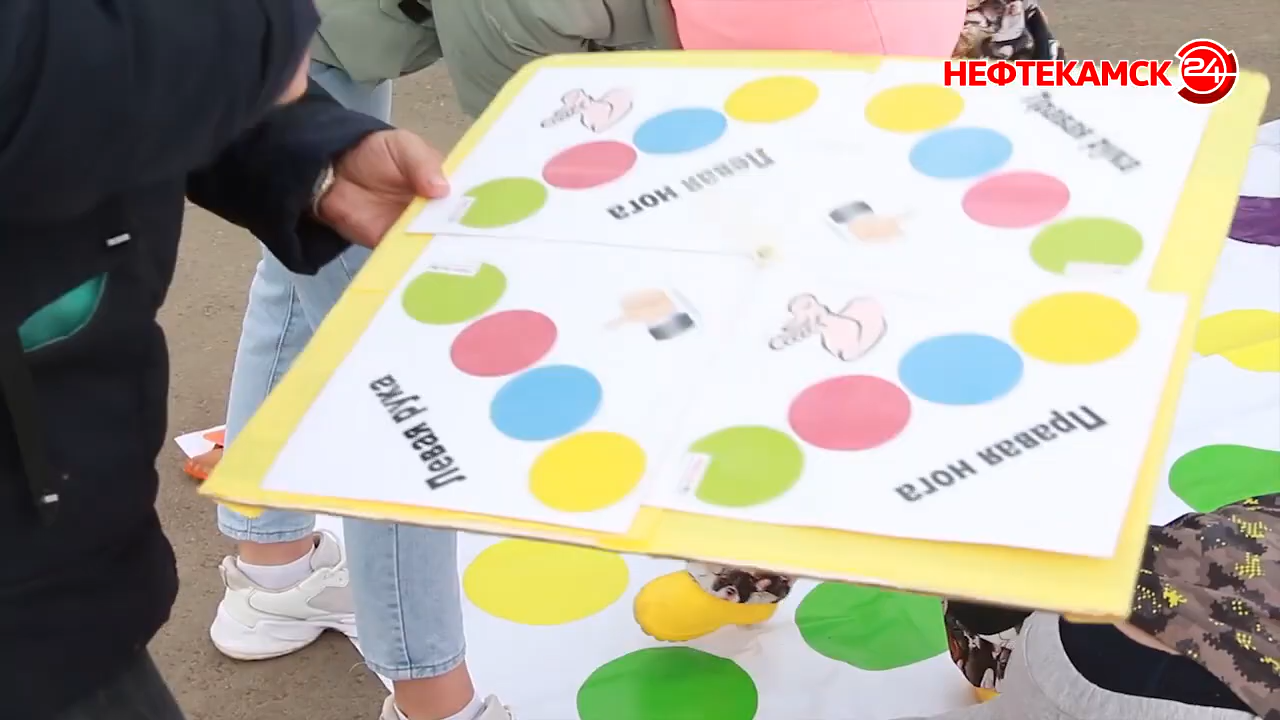 НЕФТЕКАМСК 24
Левая нога
Правая рука
Левая рука
Правая нога